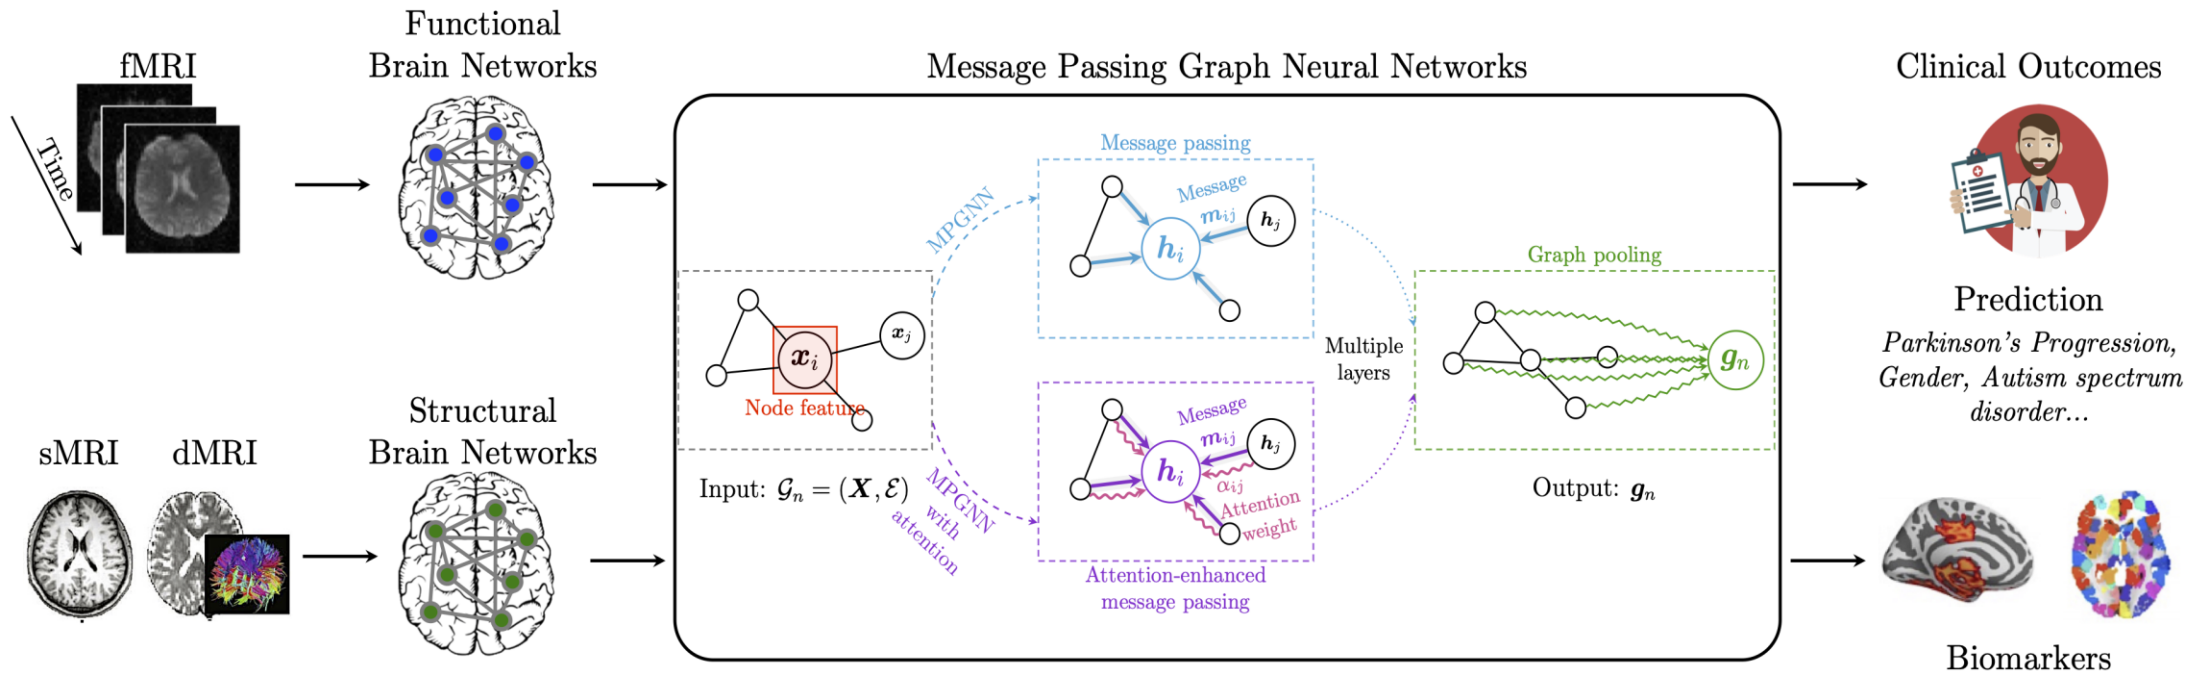 fMRI
Time
Functional
Brain Networks
sMRI
dMRI
Structural
Brain Networks
Message Passing Graph Neural Networks
Node feature
x_i
x_j
Input: 𝒢_n = (X, ℰ)
MPGNN
MPGNN
with
attention
Message passing
Message
m_ij
h_j
h_i
Message
m_ij
h_j
h_i
α_ij
Attention
weight
Attention-enhanced
message passing
Multiple
layers
Graph pooling
g_n
Output: g_n
Clinical Outcomes
Prediction
Parkinson's Progression,
Gender, Autism spectrum
disorder...
Biomarkers